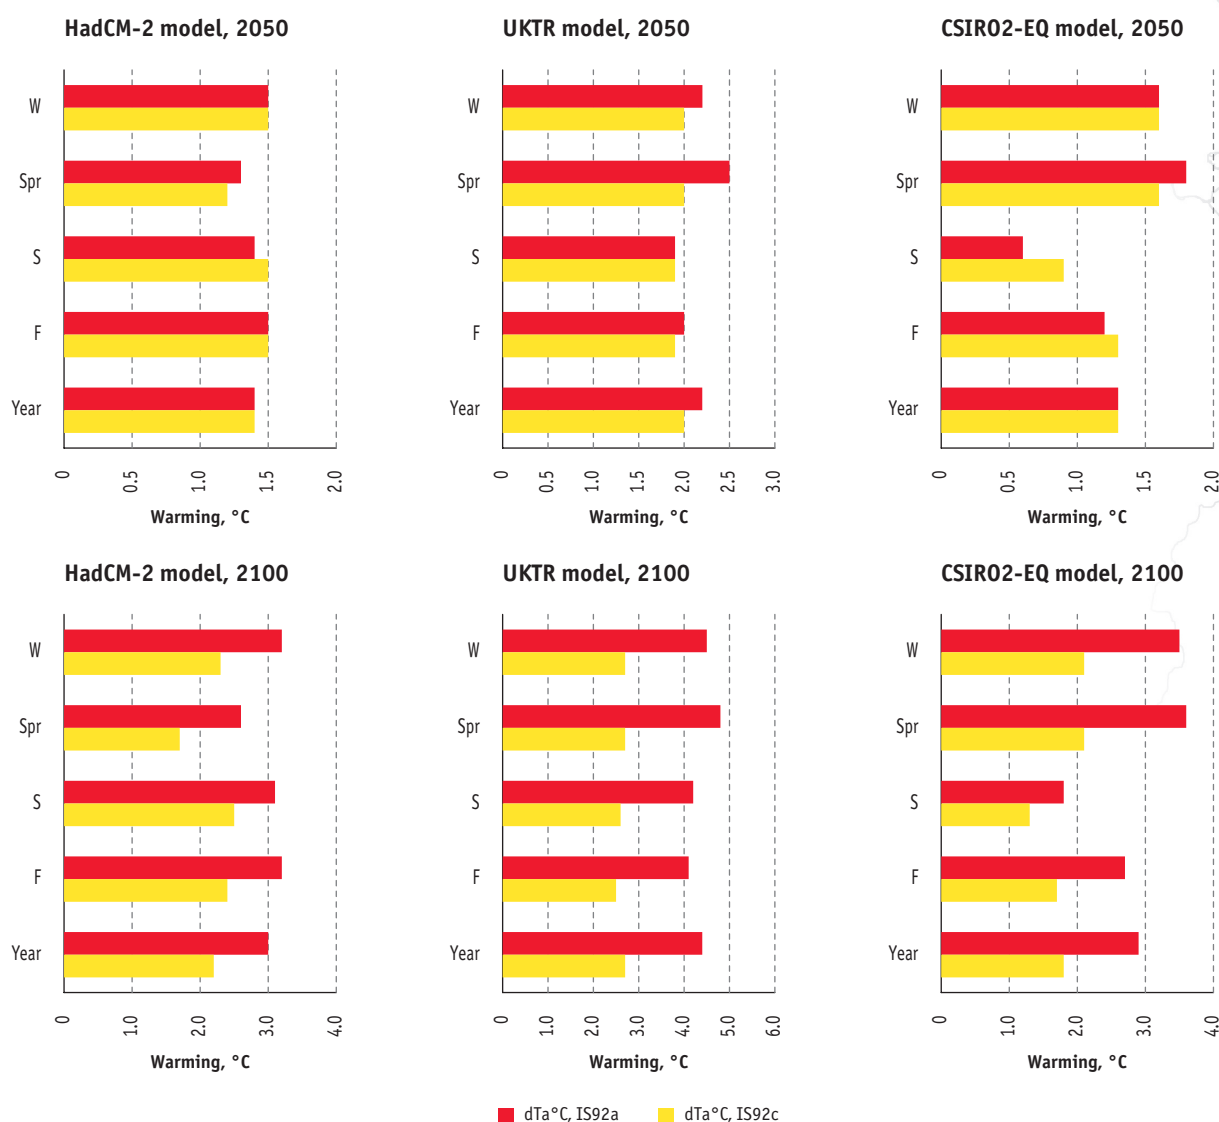 HadCM-2 model, 2050
W
Spr
S
F
Year
0 0.5 1.0 1.5 2.0
Warming, °C
UKTR model, 2050
W
Spr
S
F
Year
0 0.5 1.0 1.5 2.0 2.5 3.0
Warming, °C
CSIRO2-EQ model, 2050
W
Spr
S
F
Year
0 0.5 1.0 1.5 2.0
Warming, °C
HadCM-2 model, 2100
W
Spr
S
F
Year
0 1.0 2.0 3.0 4.0
Warming, °C
UKTR model, 2100
W
Spr
S
F
Year
0 1.0 2.0 3.0 4.0 5.0 6.0
Warming, °C
CSIRO2-EQ model, 2100
W
Spr
S
F
Year
0 1.0 2.0 3.0 4.0
Warming, °C
dTa°C, IS92a
dTa°C, IS92c